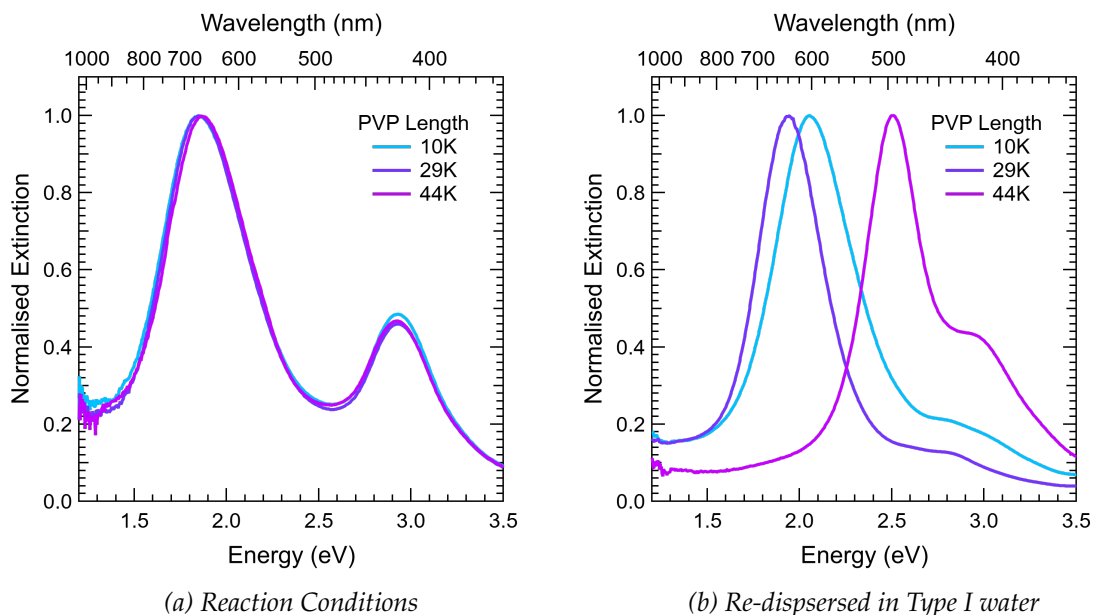 Wavelength (nm)
1000 800 700 600 500 400
1.0
0.8
0.6
0.4
0.2
0.0
Normalised Extinction
PVP Length
10K
29K
44K
1.5 2.0 2.5 3.0 3.5
Energy (eV)
(a) Reaction Conditions
Wavelength (nm)
1000 800 700 600 500 400
1.0
0.8
0.6
0.4
0.2
0.0
Normalised Extinction
PVP Length
10K
29K
44K
1.5 2.0 2.5 3.0 3.5
Energy (eV)
(b) Re-dispsersed in Type I water